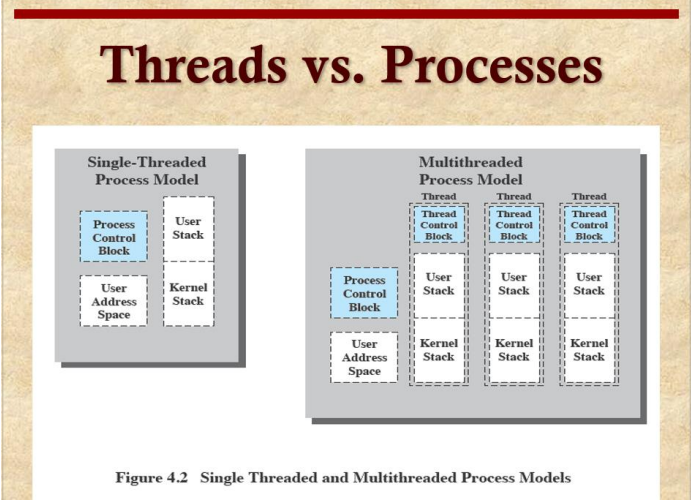 Threads vs. Processes
Single-Threaded
Process Model
Process
Control
Block
User
Stack
User
Address
Space
Kernel
Stack
Multithreaded
Process Model
Thread
Thread
Thread
Thread
Control
Block
Thread
Control
Block
Thread
Control
Block
Process
Control
Block
User
Stack
User
Stack
User
Stack
User
Address
Space
Kernel
Stack
Kernel
Stack
Kernel
Stack
Figure 4.2 Single Threaded and Multithreaded Process Models